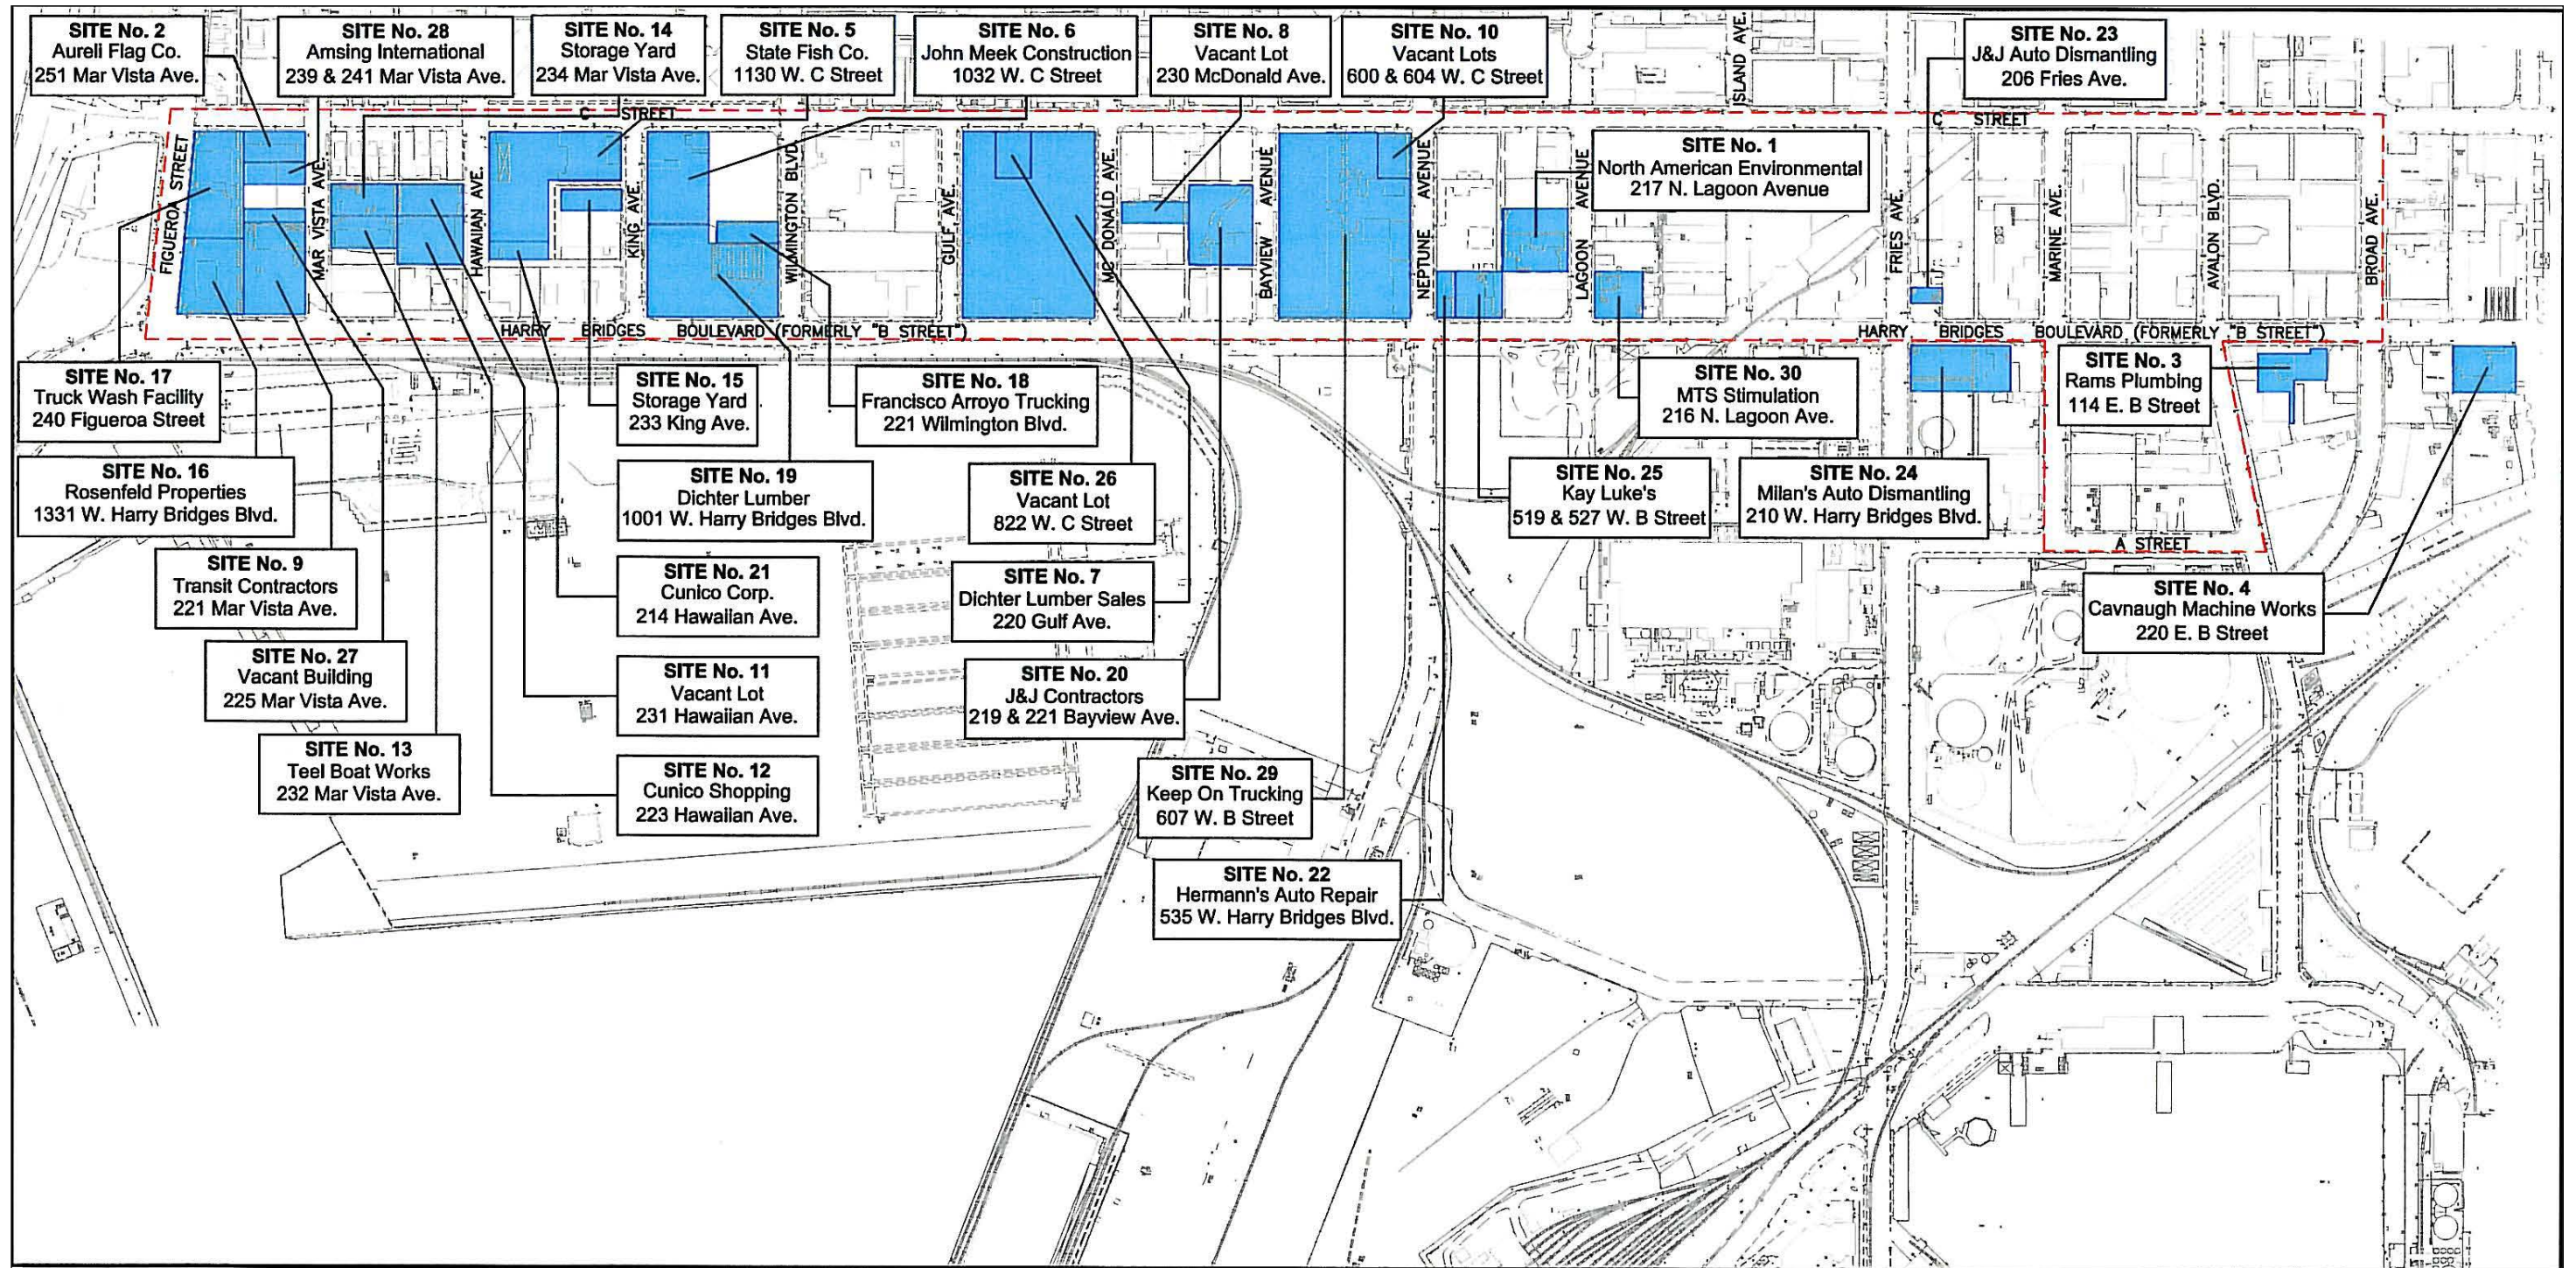 SITE No. 2
Aureli Flag Co.
251 Mar Vista Ave.
SITE No. 28
Amsing International
239 & 241 Mar Vista Ave.
SITE No. 14
Storage Yard
234 Mar Vista Ave.
SITE No. 5
State Fish Co.
1130 W. C Street
SITE No. 6
John Meek Construction
1032 W. C Street
SITE No. 8
Vacant Lot
230 McDonald Ave.
SITE No. 10
Vacant Lots
600 & 604 W. C Street
ISLAND AVE.
SITE No. 23
J&J Auto Dismantling
206 Fries Ave.
C STREET
C STREET
SITE No. 1
North American Environmental
217 N. Lagoon Avenue
FIGUEROA STREET
MAR VISTA AVE.
HAWAIIAN AVE.
KING AVE.
WILMINGTON BLVD.
GULF AVE.
MC DONALD AVE.
BAYVIEW AVENUE
NEPTUNE AVENUE
LAGOON AVENUE
FRIES AVE.
MARINE AVE.
AVALON BLVD.
BROAD AVE.
HARRY BRIDGES BOULEVARD (FORMERLY "B STREET")
HARRY BRIDGES BOULEVARD (FORMERLY "B STREET")
SITE No. 17
Truck Wash Facility
240 Figueroa Street
SITE No. 15
Storage Yard
233 King Ave.
SITE No. 18
Francisco Arroyo Trucking
221 Wilmington Blvd.
SITE No. 30
MTS Stimulation
216 N. Lagoon Ave.
SITE No. 3
Rams Plumbing
114 E. B Street
SITE No. 16
Rosenfeld Properties
1331 W. Harry Bridges Blvd.
SITE No. 19
Dichter Lumber
1001 W. Harry Bridges Blvd.
SITE No. 26
Vacant Lot
822 W. C Street
SITE No. 25
Kay Luke's
519 & 527 W. B Street
SITE No. 24
Milan's Auto Dismantling
210 W. Harry Bridges Blvd.
A STREET
SITE No. 9
Transit Contractors
221 Mar Vista Ave.
SITE No. 21
Cunico Corp.
214 Hawaiian Ave.
SITE No. 7
Dichter Lumber Sales
220 Gulf Ave.
SITE No. 4
Cavnaugh Machine Works
220 E. B Street
SITE No. 27
Vacant Building
225 Mar Vista Ave.
SITE No. 11
Vacant Lot
231 Hawaiian Ave.
SITE No. 20
J&J Contractors
219 & 221 Bayview Ave.
SITE No. 13
Teel Boat Works
232 Mar Vista Ave.
SITE No. 12
Cunico Shopping
223 Hawaiian Ave.
SITE No. 29
Keep On Trucking
607 W. B Street
SITE No. 22
Hermann's Auto Repair
535 W. Harry Bridges Blvd.